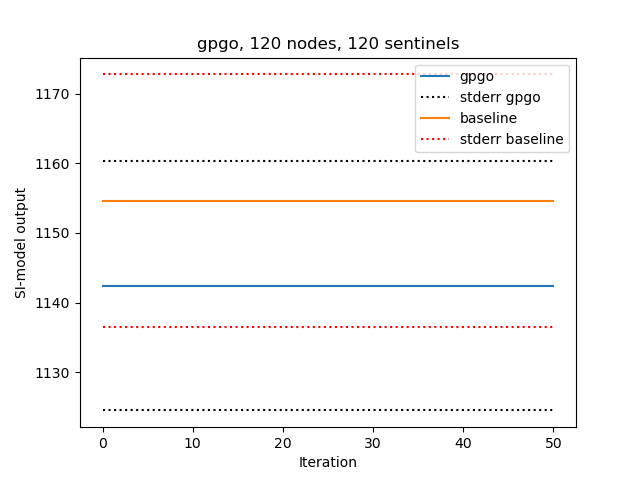 gpgo, 120 nodes, 120 sentinels
gpgo
stderr gpgo
baseline
stderr baseline
SI-model output
1170
1160
1150
1140
1130
0 10 20 30 40 50
Iteration